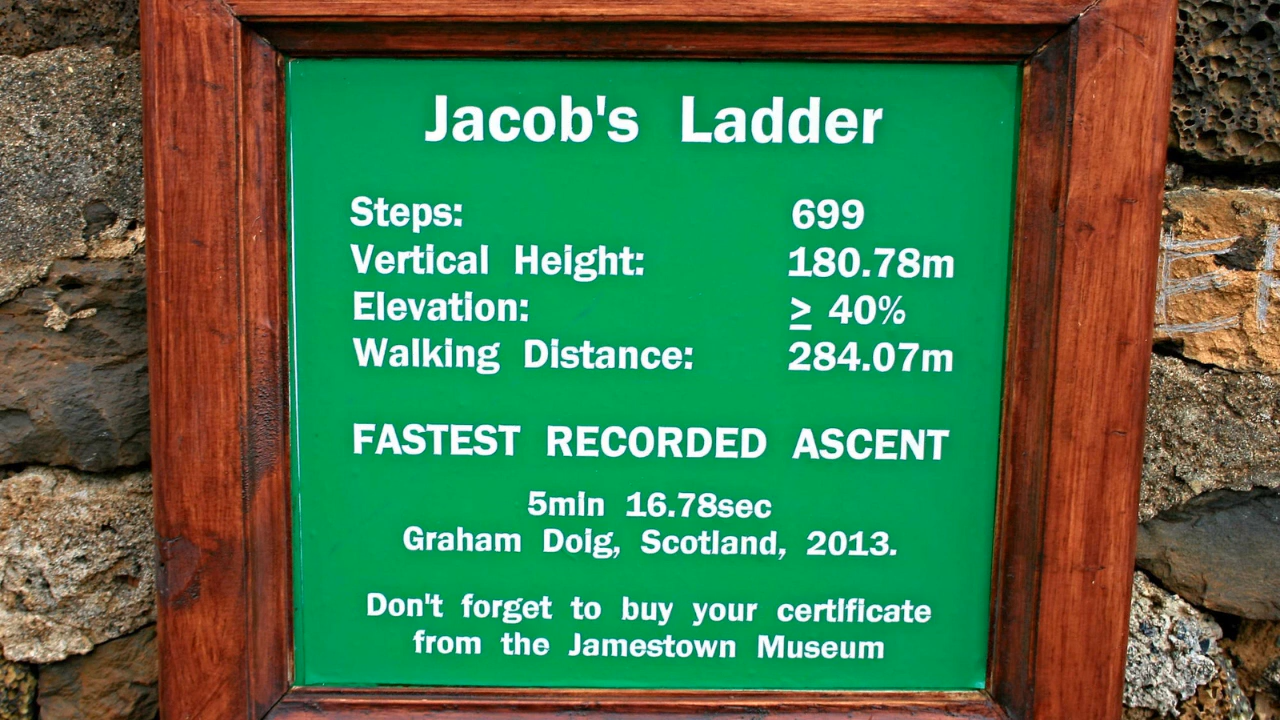 Jacob's Ladder
Steps: 699
Vertical Height: 180.78m
Elevation: ≥ 40%
Walking Distance: 284.07m
FASTEST RECORDED ASCENT
5min 16.78sec
Graham Doig, Scotland, 2013.
Don't forget to buy your certificate
from the Jamestown Museum